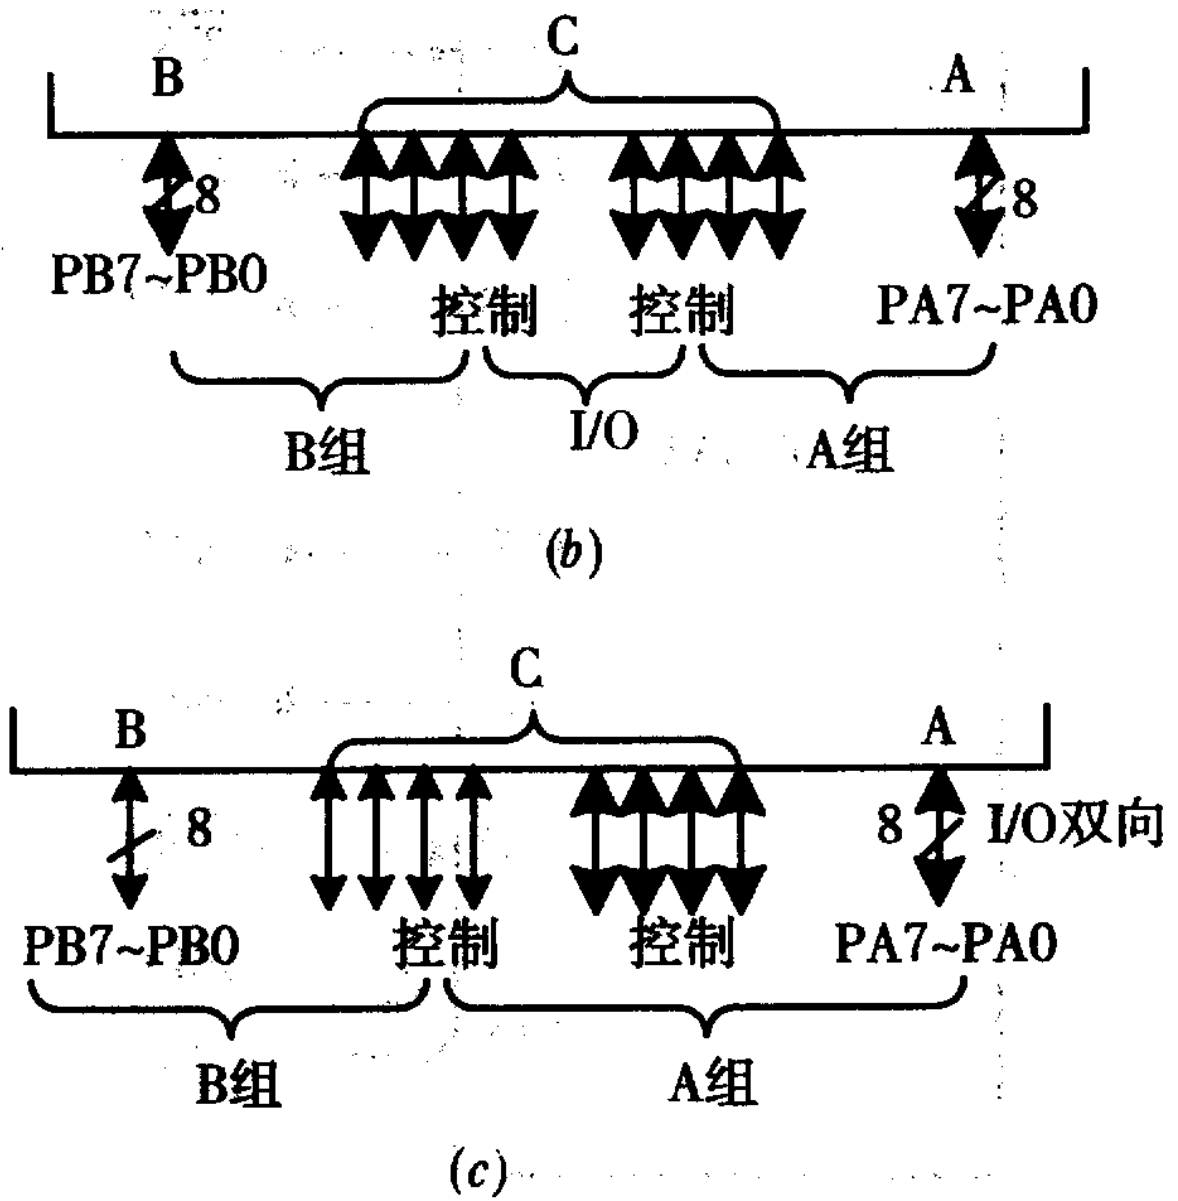 C
B A
8 8
PB7~PB0
控制 控制 PA7~PA0
B组 I/O A组
(b)
C
B A
8 8 I/O双向
PB7~PB0 控制 控制 PA7~PA0
B组 A组
(c)